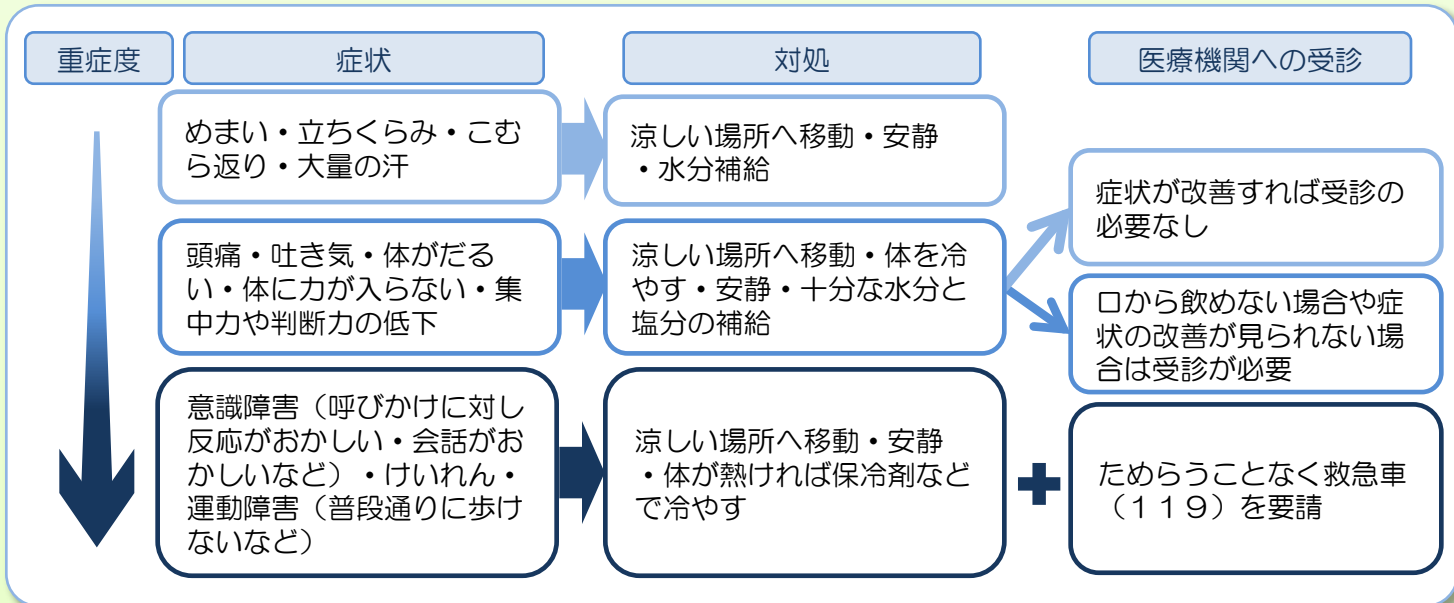 重症度
症状
対処
医療機関への受診
めまい・立ちくらみ・こむ
ら返り・大量の汗
涼しい場所へ移動・安静
・水分補給
症状が改善すれば受診の
必要なし
頭痛・吐き気・体がだる
い・体に力が入らない・集
中力や判断力の低下
涼しい場所へ移動・体を冷
やす・安静・十分な水分と
塩分の補給
口から飲めない場合や症
状の改善が見られない場
合は受診が必要
意識障害（呼びかけに対し
反応がおかしい・会話がお
かしいなど）・けいれん・
運動障害（普段通りに歩け
ないなど）
涼しい場所へ移動・安静
・体が熱ければ保冷剤など
で冷やす
ためらうことなく救急車
（１１９）を要請